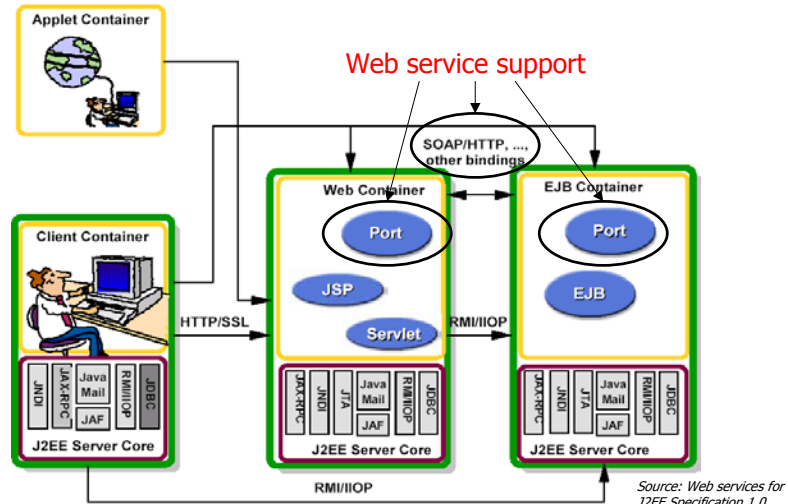 Applet Container
Web service support
SOAP/HTTP, ...,
other bindings
Web Container
EJB Container
Client Container
Port
Port
JSP
EJB
HTTP/SSL
Servlet
RMI/IIOP
JNDI
JAX-RPC
Java
Mail
JAF
RMI/IIOP
JDBC
J2EE Server Core
JAX-RPC
JNDI
JTA
Java
Mail
JAF
RMI/IIOP
JDBC
J2EE Server Core
JAX-RPC
JNDI
JTA
Java
Mail
JAF
RMI/IIOP
JDBC
J2EE Server Core
RMI/IIOP
Source: Web services for
J2EE Specification 1.0